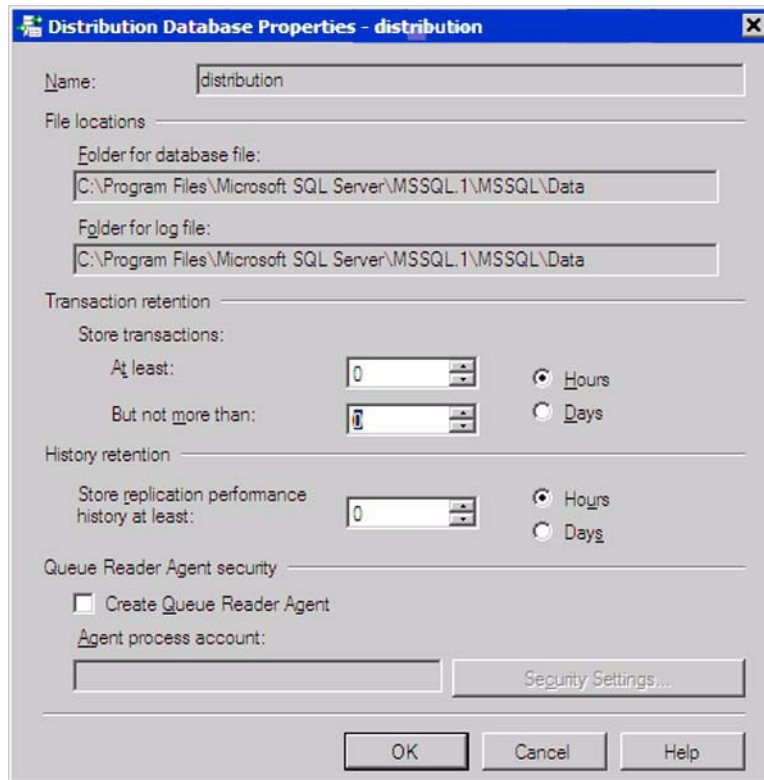 Distribution Database Properties - distribution
Name: distribution
File locations
Folder for database file:
C:\Program Files\Microsoft SQL Server\MSSQL.1\MSSQL\Data
Folder for log file:
C:\Program Files\Microsoft SQL Server\MSSQL.1\MSSQL\Data
Transaction retention
Store transactions:
At least: 0 Hours
But not more than: 0 Days
History retention
Store replication performance
history at least: 0 Hours
Days
Queue Reader Agent security
Create Queue Reader Agent
Agent process account:
Security Settings...
OK Cancel Help